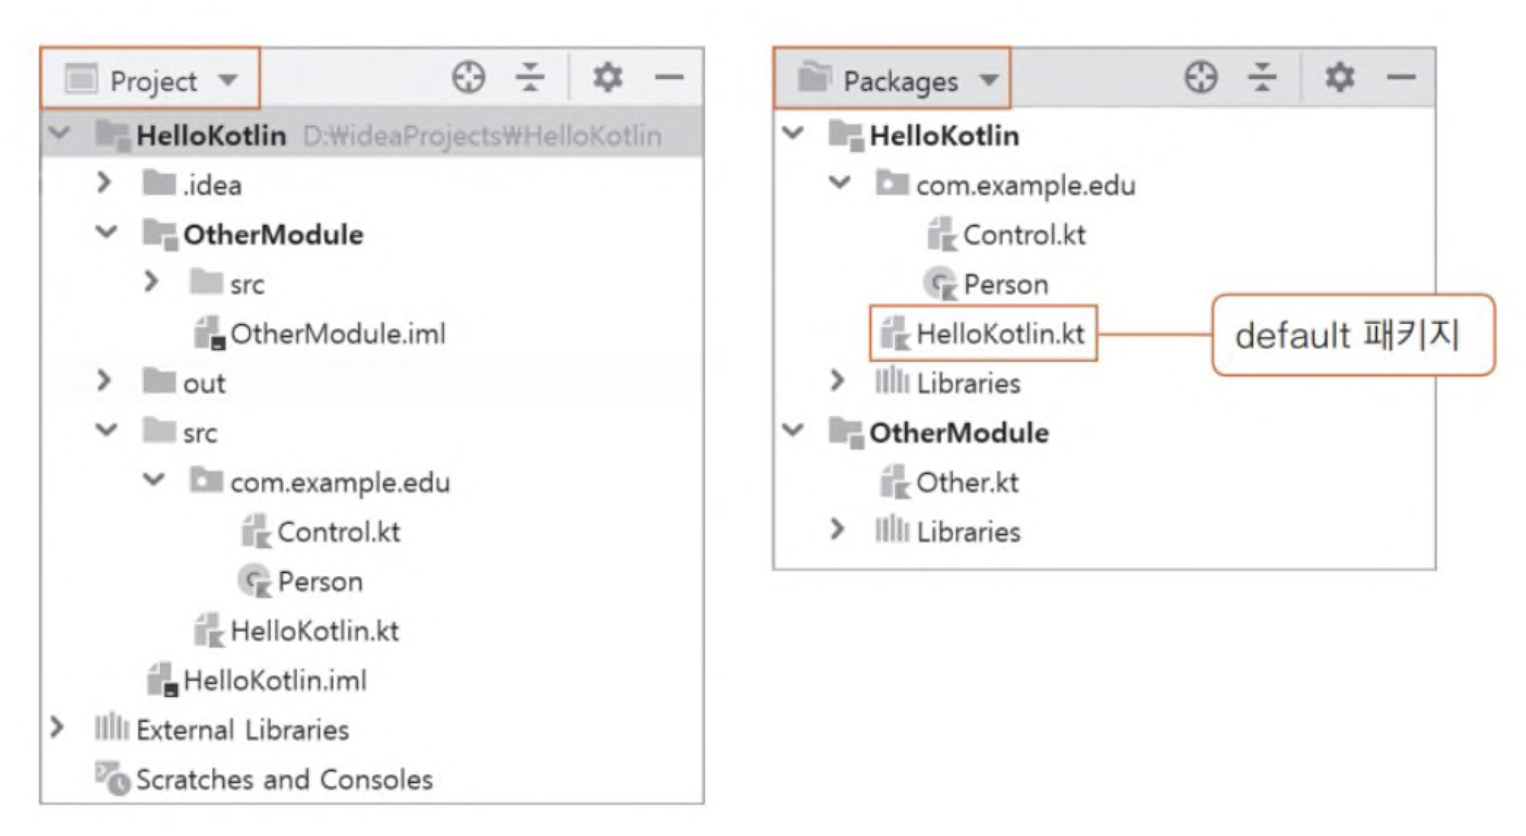 Project
HelloKotlin D:₩ideaProjects₩HelloKotlin
.idea
OtherModule
src
OtherModule.iml
out
src
com.example.edu
Control.kt
Person
HelloKotlin.kt
HelloKotlin.iml
External Libraries
Scratches and Consoles
Packages
HelloKotlin
com.example.edu
Control.kt
Person
HelloKotlin.kt
default 패키지
Libraries
OtherModule
Other.kt
Libraries